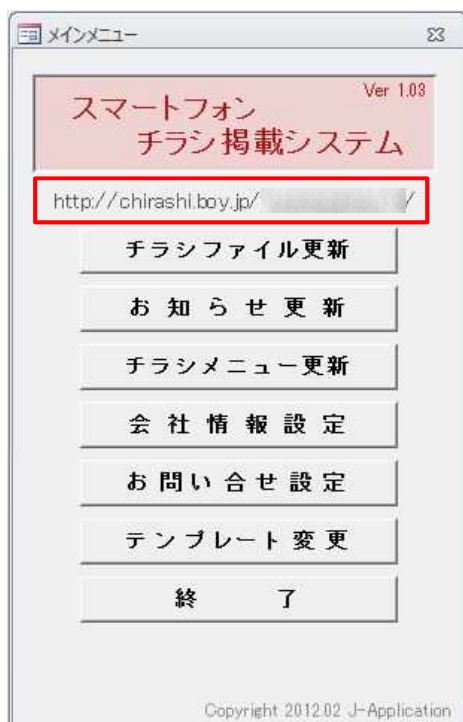 メインメニュー
Ver 1.03
スマートフォン
チラシ掲載システム
http://chirashi.boy.jp/ /
チラシファイル更新
お知らせ更新
チラシメニュー更新
会社情報設定
お問い合せ設定
テンプレート変更
終了
Copyright 2012.02 J-Application